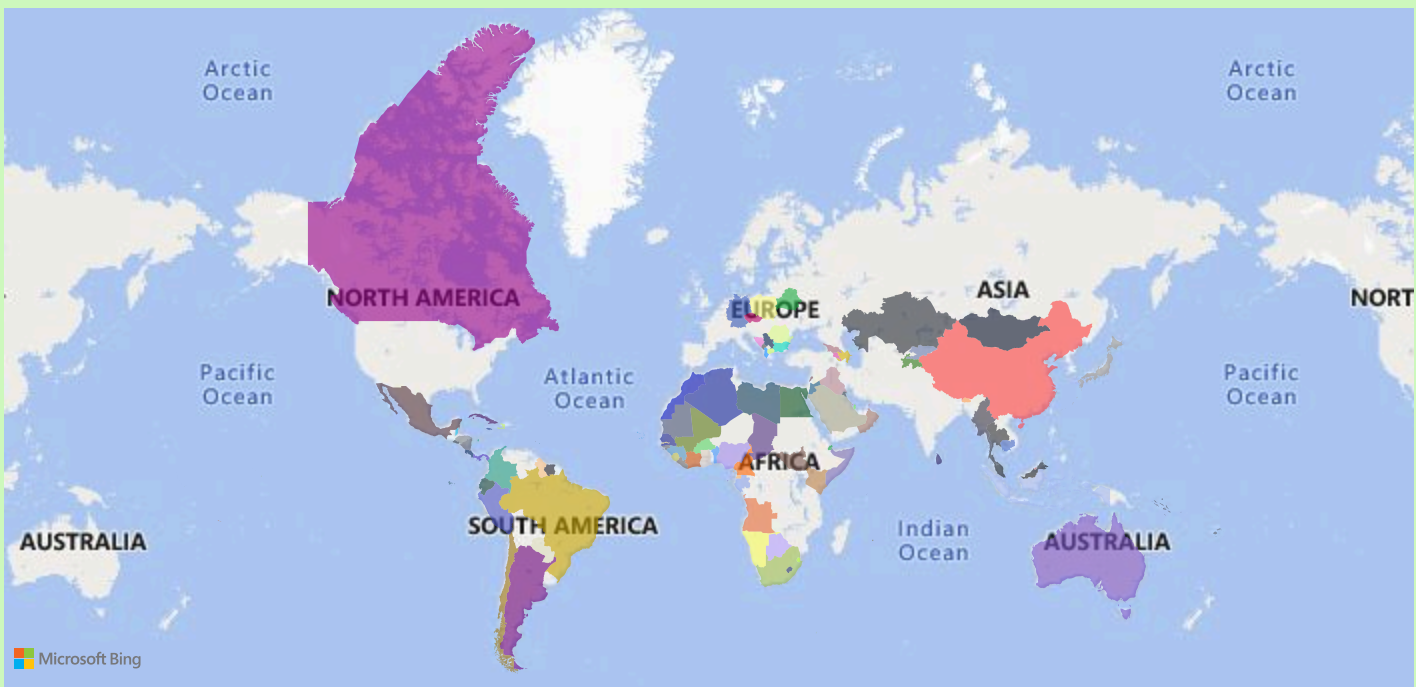 Arctic
Ocean
Arctic
Ocean
NORTH AMERICA
EUROPE
ASIA
NORT
Pacific
Ocean
Atlantic
Ocean
Pacific
Ocean
AFRICA
SOUTH AMERICA
Indian
Ocean
AUSTRALIA
AUSTRALIA
Microsoft Bing